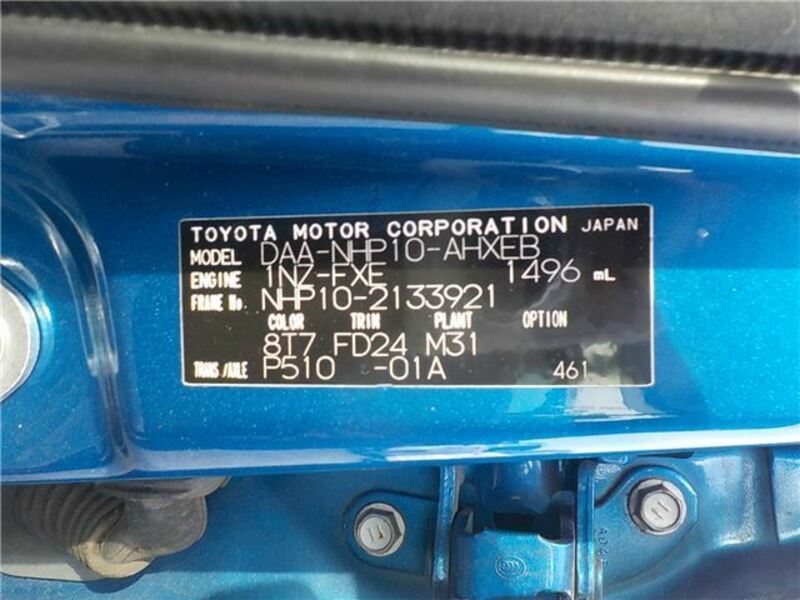 TOYOTA MOTOR CORPORATION JAPAN
MODEL DAA-NHP10-AHXEB
ENGINE 1NZ-FXE 1496 mL
FRAME No. NHP10-2133921
COLOR TRIM PLANT OPTION
8T7 FD24 M31
TRANS/AXLE P510 -01A 461